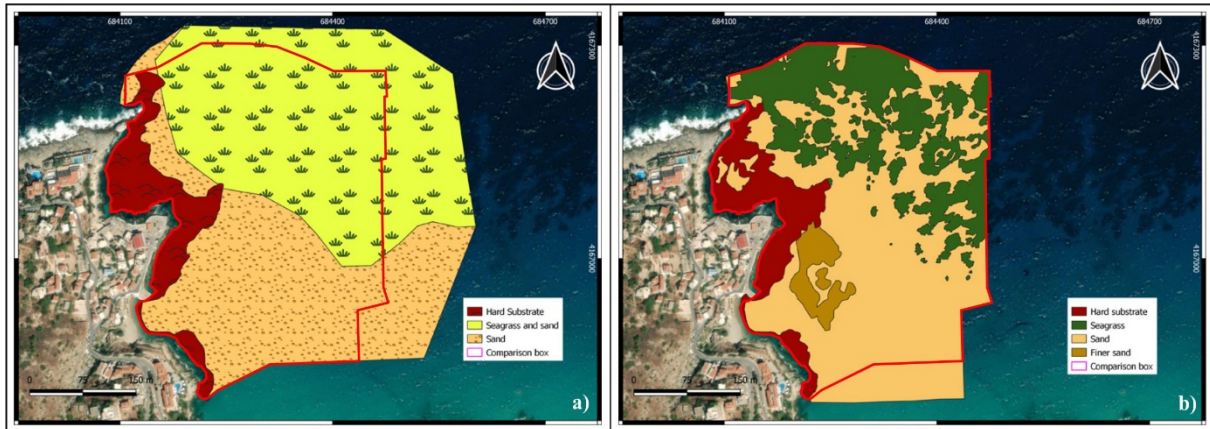 684100 684400 684700
4167300
4167000
Hard Substrate
Seagrass and sand
Sand
Comparison box
0 75 150 m
a)
684100 684400 684700
4167300
4167000
Hard Substrate
Seagrass
Sand
Finer sand
Comparison box
0 75 150 m
b)